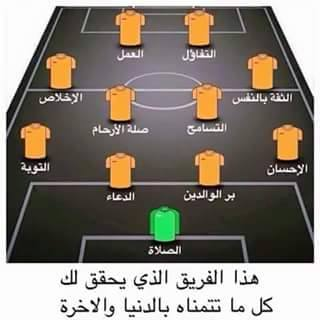 التفاؤل
العمل
الثقة بالنفس
الإخلاص
التسامح
صلة الأرحام
الإحسان
التوبة
بر الوالدين
الدعاء
الصلاة
هذا الفريق الذي يحقق لك
كل ما تتمناه بالدنيا والاخرة